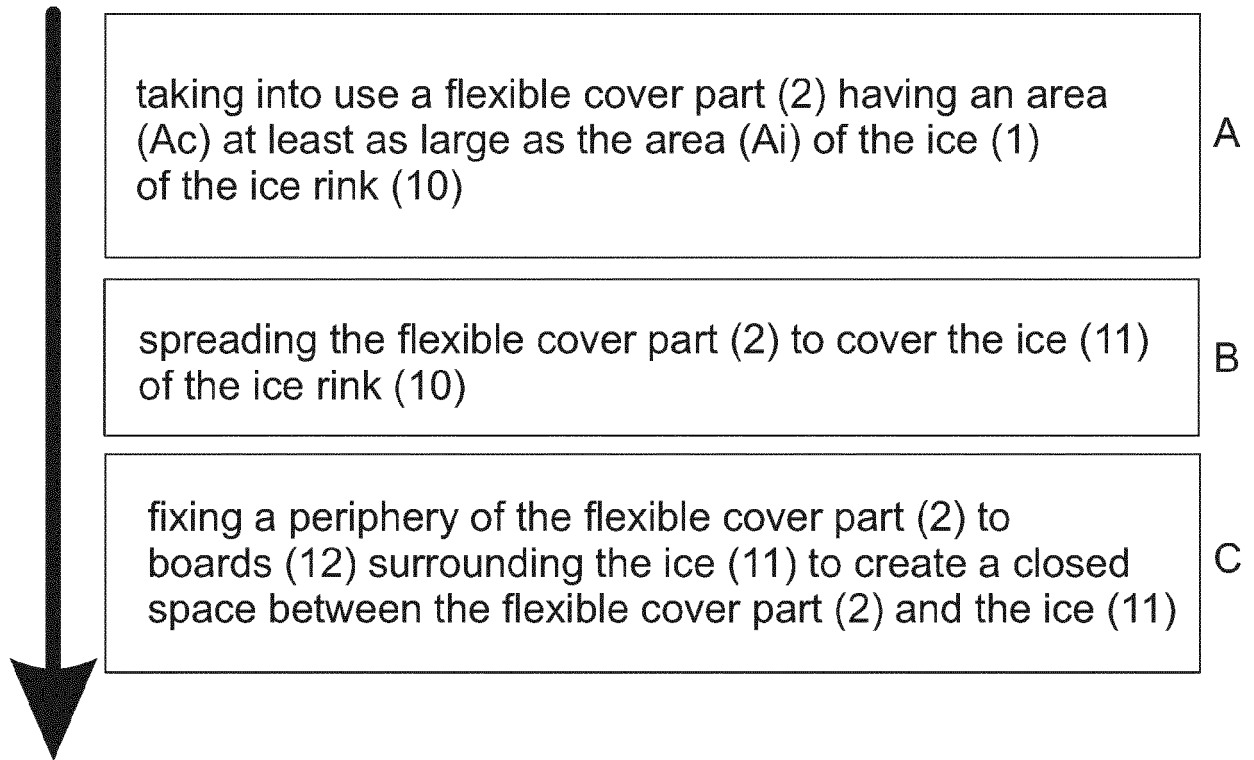 taking into use a flexible cover part (2) having an area
(Ac) at least as large as the area (Ai) of the ice (1)
of the ice rink (10)
A
spreading the flexible cover part (2) to cover the ice (11)
of the ice rink (10)
B
fixing a periphery of the flexible cover part (2) to
boards (12) surrounding the ice (11) to create a closed
space between the flexible cover part (2) and the ice (11)
C